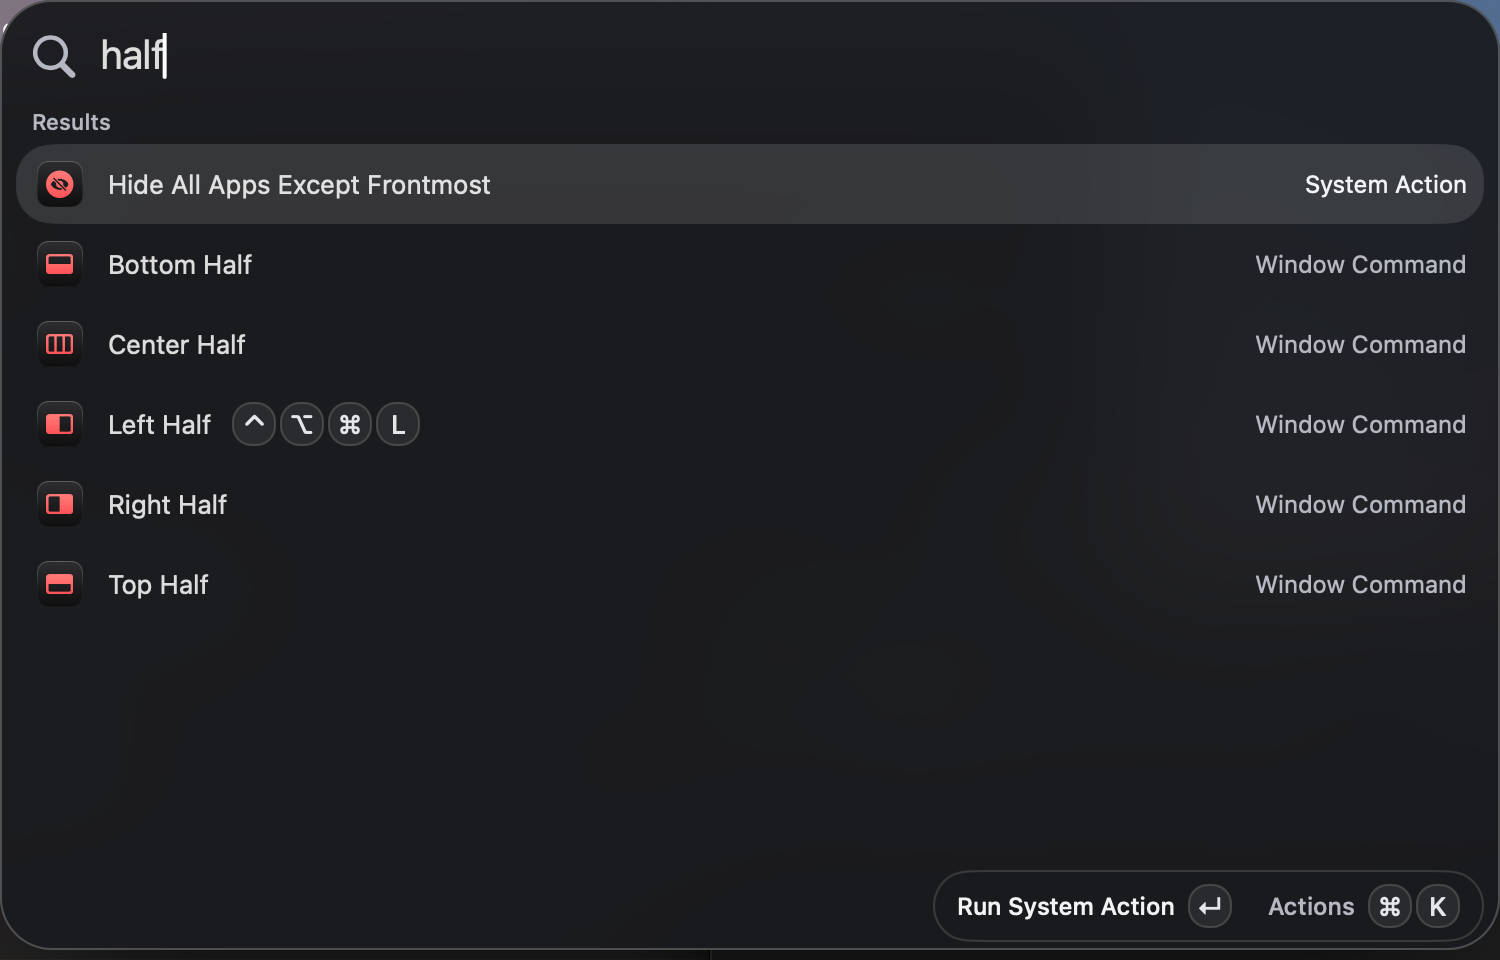 half
Results
Hide All Apps Except Frontmost System Action
Bottom Half Window Command
Center Half Window Command
Left Half ^ ⌥ ⌘ L Window Command
Right Half Window Command
Top Half Window Command
Run System Action ↵ Actions ⌘ K